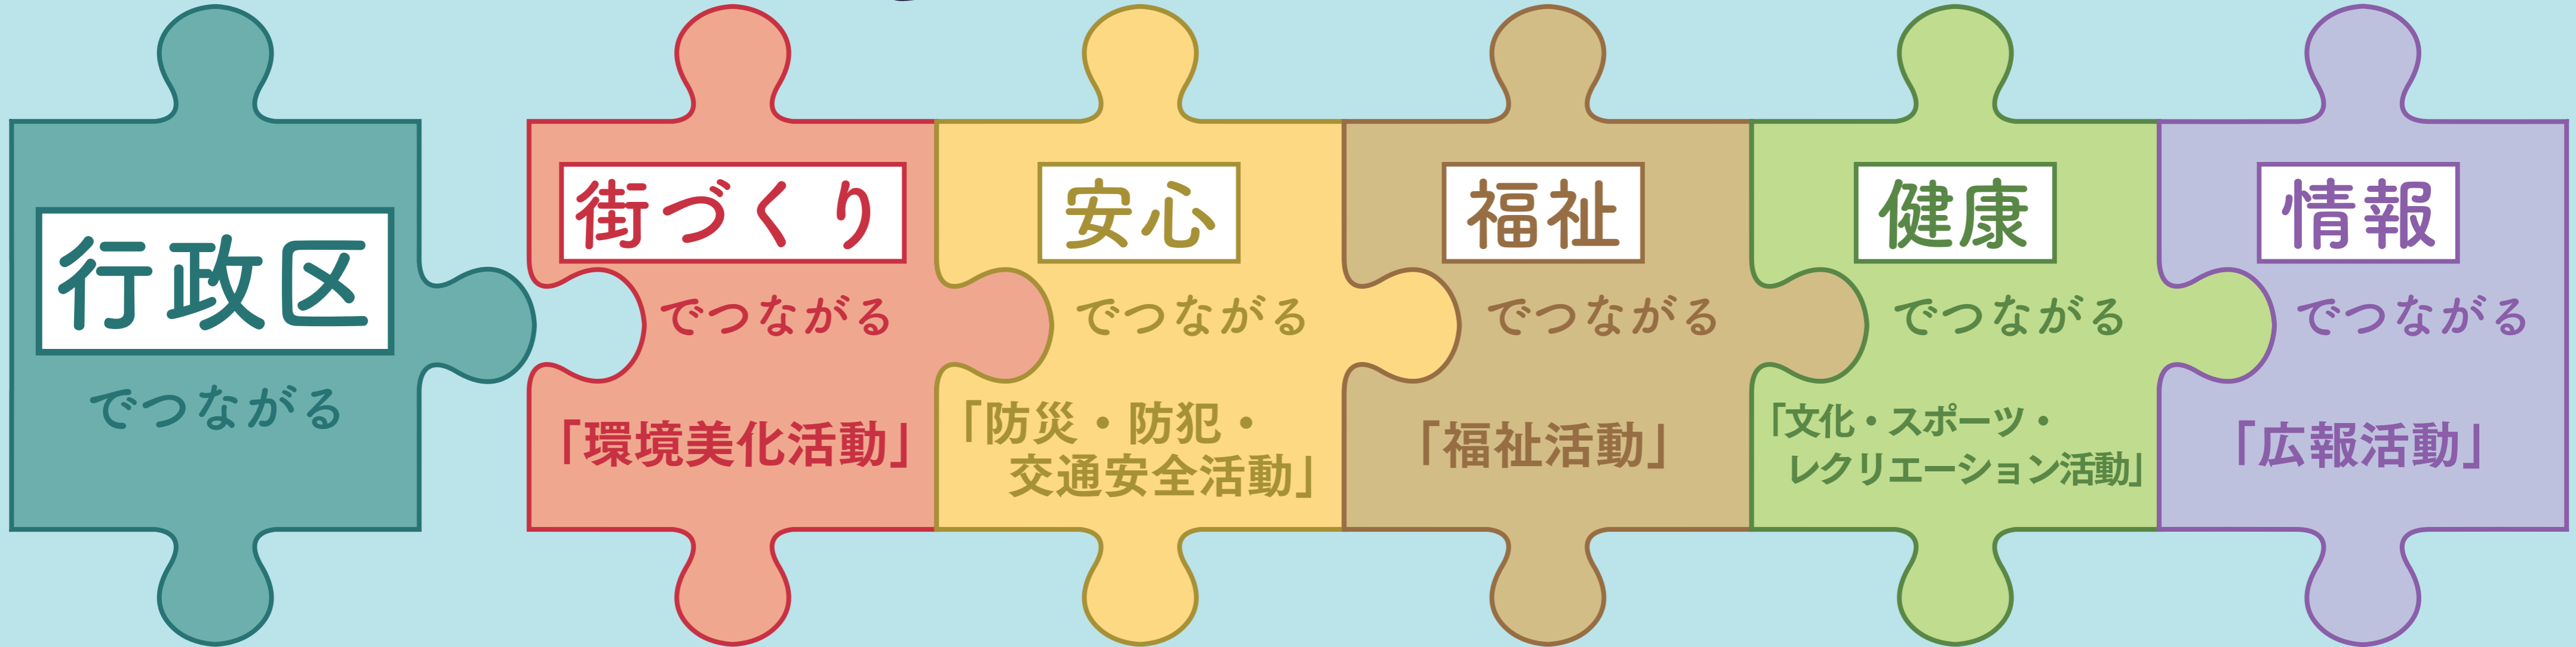 行政区
でつながる
街づくり
でつながる
「環境美化活動」
安心
でつながる
「防災・防犯・
交通安全活動」
福祉
でつながる
「福祉活動」
健康
でつながる
「文化・スポーツ・
レクリエーション活動」
情報
でつながる
「広報活動」